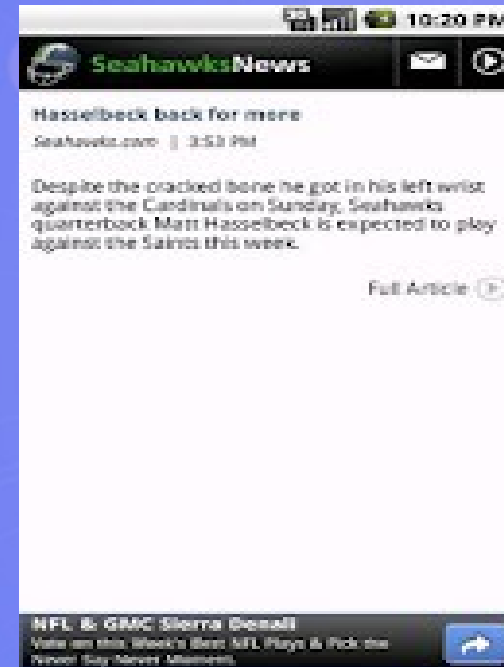 10:20 PM
SeahawksNews
Hasselbeck back for more
Seahawks.com | 3:53 PM
Despite the cracked bone he got in his left wrist
against the Cardinals on Sunday, Seahawks
quarterback Matt Hasselbeck is expected to play
against the Saints this week.
Full Article
NFL & GMC Sierra Denali
Vote on this Week's Best NFL Plays & Pick the
Never Say Never Moment.